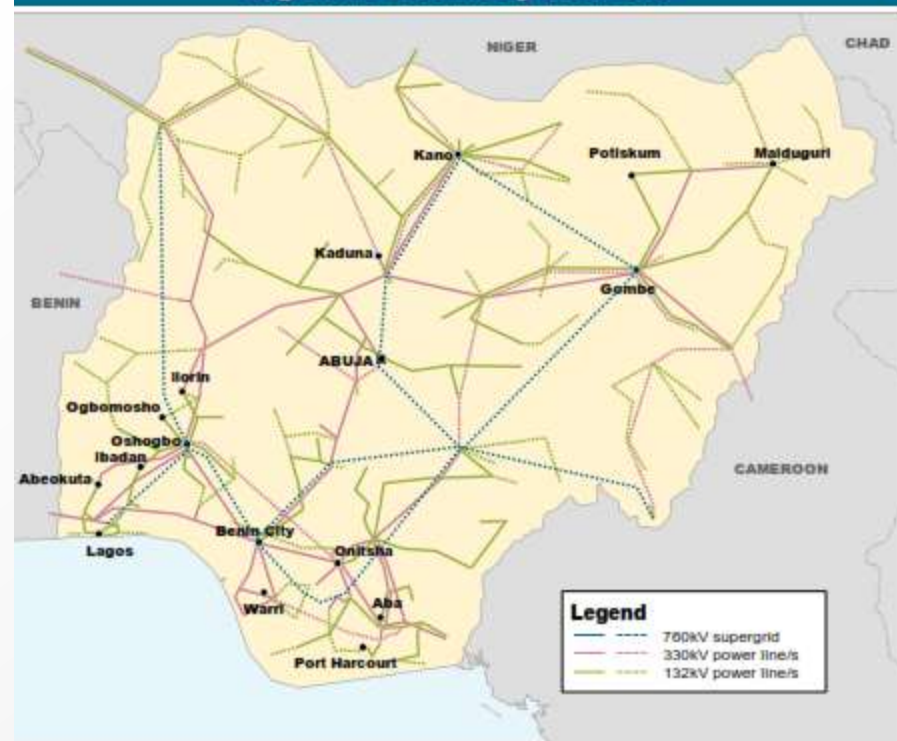 NIGER
CHAD
Kano
Potiskum
Maiduguri
Kaduna
Gombe
BENIN
ABUJA
Ilorin
Ogbomosho
Oshogbo
Ibadan
Abeokuta
CAMEROON
Lagos
Benin City
Onitsha
Warri
Aba
Port Harcourt
Legend
760kV supergrid
330kV power line/s
132kV power line/s